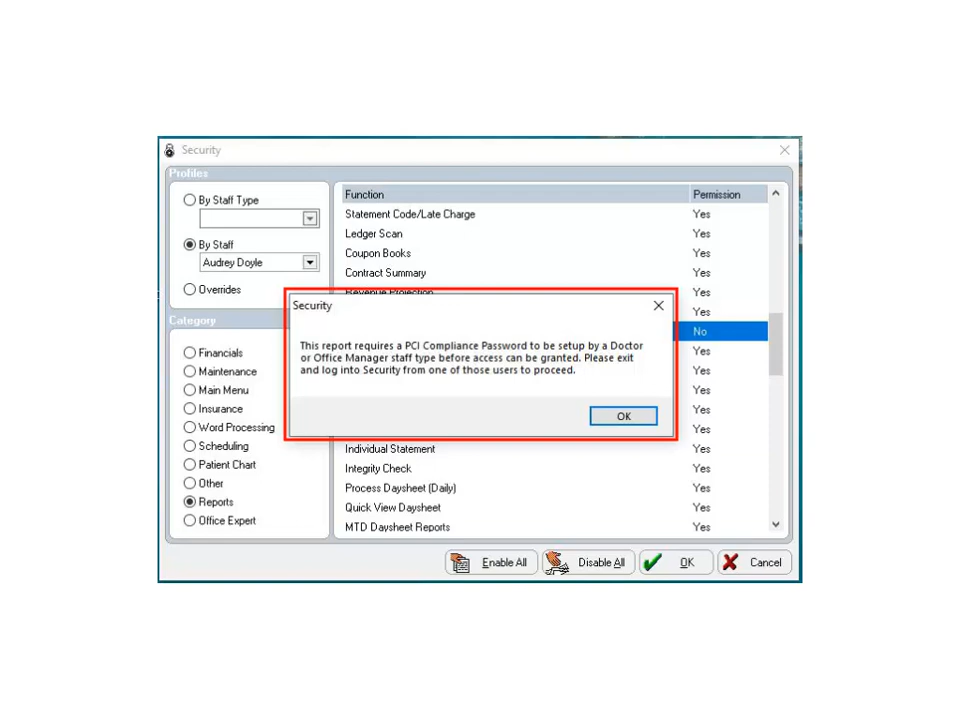 Security
Profiles
By Staff Type
By Staff
Audrey Doyle
Overrides
Category
Financials
Maintenance
Main Menu
Insurance
Word Processing
Scheduling
Patient Chart
Other
Reports
Office Expert
Function Permission
Statement Code/Late Charge Yes
Ledger Scan Yes
Coupon Books Yes
Contract Summary Yes
Revenue Projection Yes
Yes
No
Yes
Yes
Yes
Yes
Yes
Individual Statement Yes
Integrity Check Yes
Process Daysheet (Daily) Yes
Quick View Daysheet Yes
MTD Daysheet Reports Yes
Security
This report requires a PCI Compliance Password to be setup by a Doctor
or Office Manager staff type before access can be granted. Please exit
and log into Security from one of those users to proceed.
OK
Enable All
Disable All
OK
Cancel